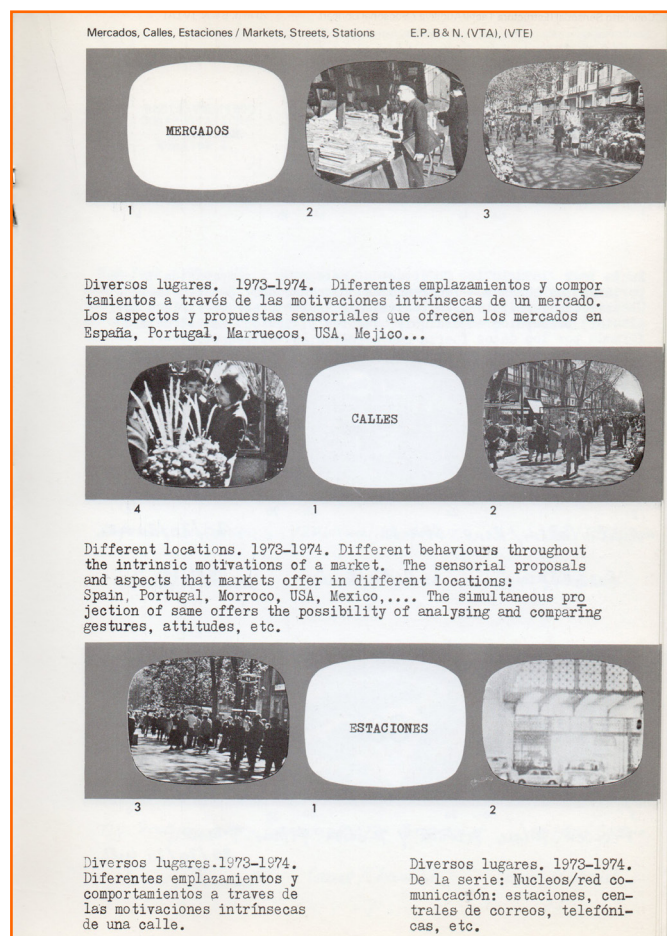 Mercados, Calles, Estaciones / Markets, Streets, Stations E.P. B & N. (VTA), (VTE)
MERCADOS
1 2 3
Diversos lugares. 1973-1974. Diferentes emplazamientos y compor
tamientos a través de las motivaciones intrínsecas de un mercado.
Los aspectos y propuestas sensoriales que ofrecen los mercados en
España, Portugal, Marruecos, USA, Mejico...
CALLES
4 1 2
Different locations. 1973-1974. Different behaviours throughout
the intrinsic motivations of a market. The sensorial proposals
and aspects that markets offer in different locations:
Spain, Portugal, Morroco, USA, Mexico,.... The simultaneous pro
jection of same offers the possibility of analysing and comparing
gestures, attitudes, etc.
ESTACIONES
3 1 2
Diversos lugares.1973-1974.
Diferentes emplazamientos y
comportamientos a traves de
las motivaciones intrínsecas
de una calle.
Diversos lugares. 1973-1974.
De la serie: Nucleos/red co-
municación: estaciones, cen-
trales de correos, telefóni-
cas, etc.